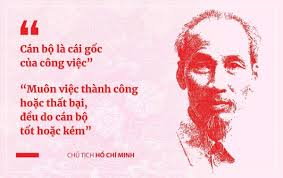 “
Cán bộ là cái gốc
của công việc”
“Muôn việc thành công
hoặc thất bại,
đều do cán bộ
tốt hoặc kém”
CHỦ TỊCH HỒ CHÍ MINH